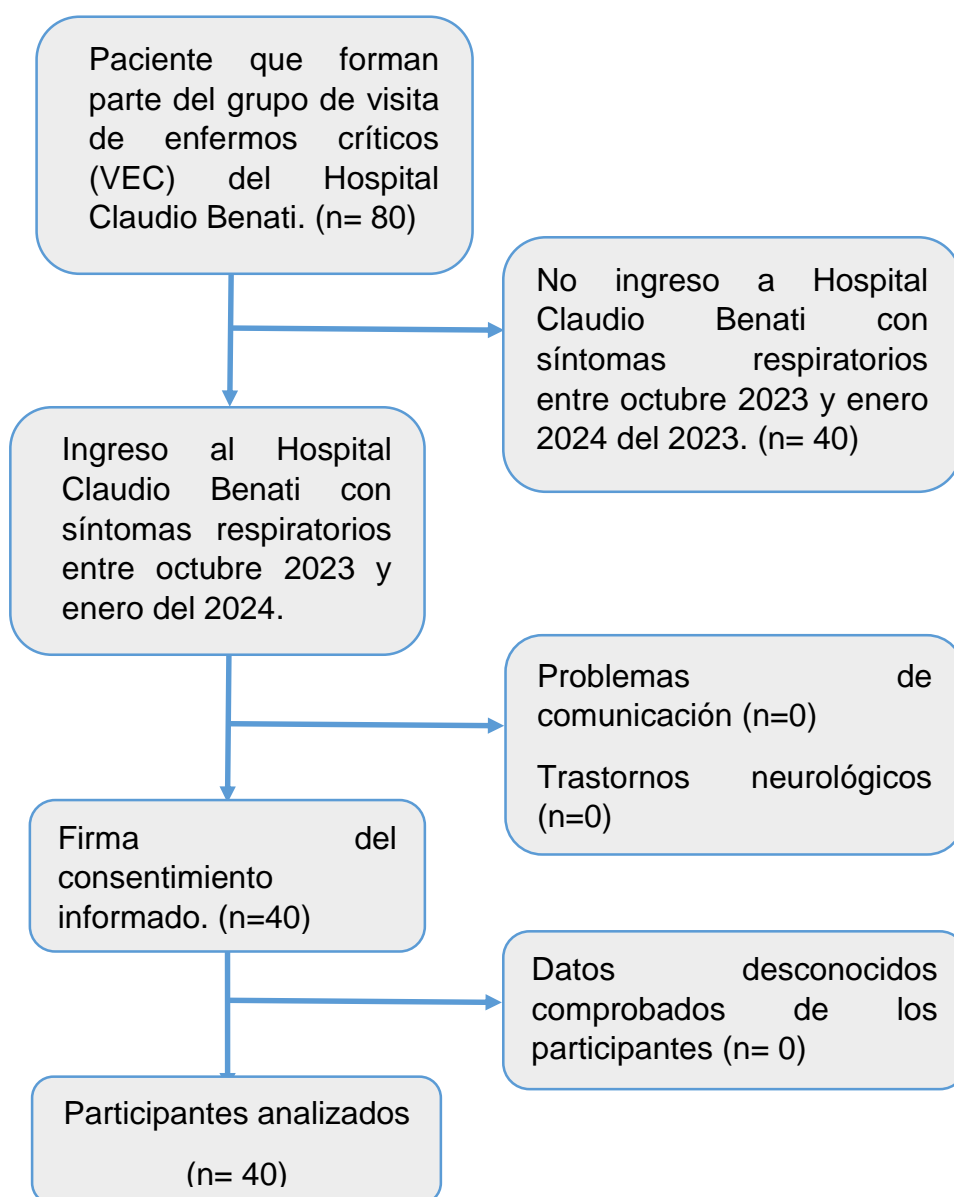 Paciente que forman
parte del grupo de visita
de enfermos críticos
(VEC) del Hospital
Claudio Benati. (n= 80)
No ingreso a Hospital
Claudio Benati con
síntomas respiratorios
entre octubre 2023 y enero
2024 del 2023. (n= 40)
Ingreso al Hospital
Claudio Benati con
síntomas respiratorios
entre octubre 2023 y
enero del 2024.
Problemas de
comunicación (n=0)
Trastornos neurológicos
(n=0)
Firma del
consentimiento
informado. (n=40)
Datos desconocidos
comprobados de los
participantes (n= 0)
Participantes analizados
(n= 40)